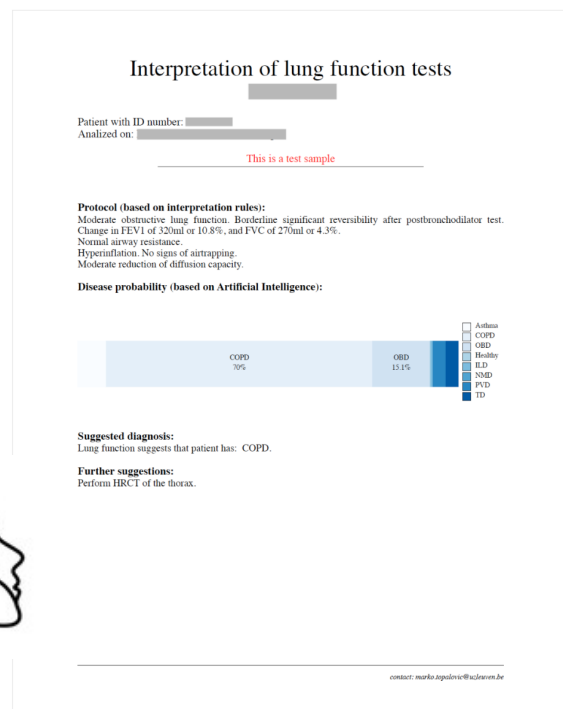 Interpretation of lung function tests
Patient with ID number:
Analized on:
This is a test sample
Protocol (based on interpretation rules):
Moderate obstructive lung function. Borderline significant reversibility after postbronchodilator test.
Change in FEV1 of 320ml or 10.8%, and FVC of 270ml or 4.3%.
Normal airway resistance.
Hyperinflation. No signs of airtrapping.
Moderate reduction of diffusion capacity.
Disease probability (based on Artificial Intelligence):
COPD
70%
OBD
15.1%
Asthma
COPD
OBD
Healthy
ILD
NMD
PVD
TD
Suggested diagnosis:
Lung function suggests that patient has: COPD.
Further suggestions:
Perform HRCT of the thorax.
contact: marko.topalovic@uzleuven.be